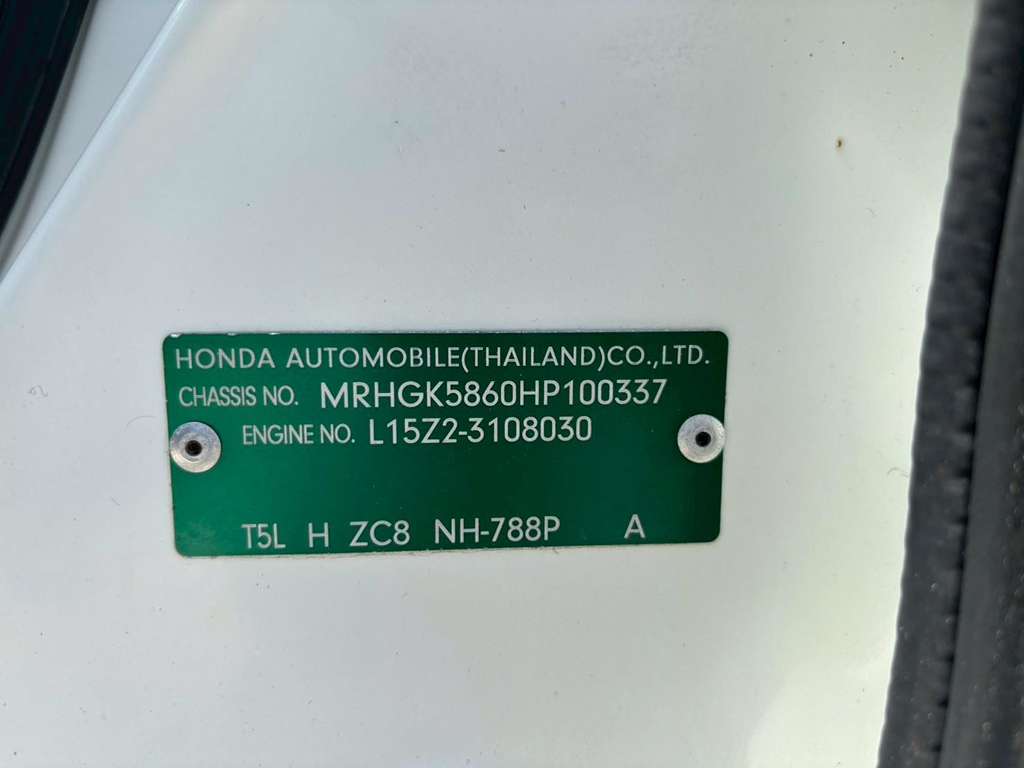 HONDA AUTOMOBILE(THAILAND)CO.,LTD.
CHASSIS NO. MRHGK5860HP100337
ENGINE NO. L15Z2-3108030
T5L H ZC8 NH-788P A